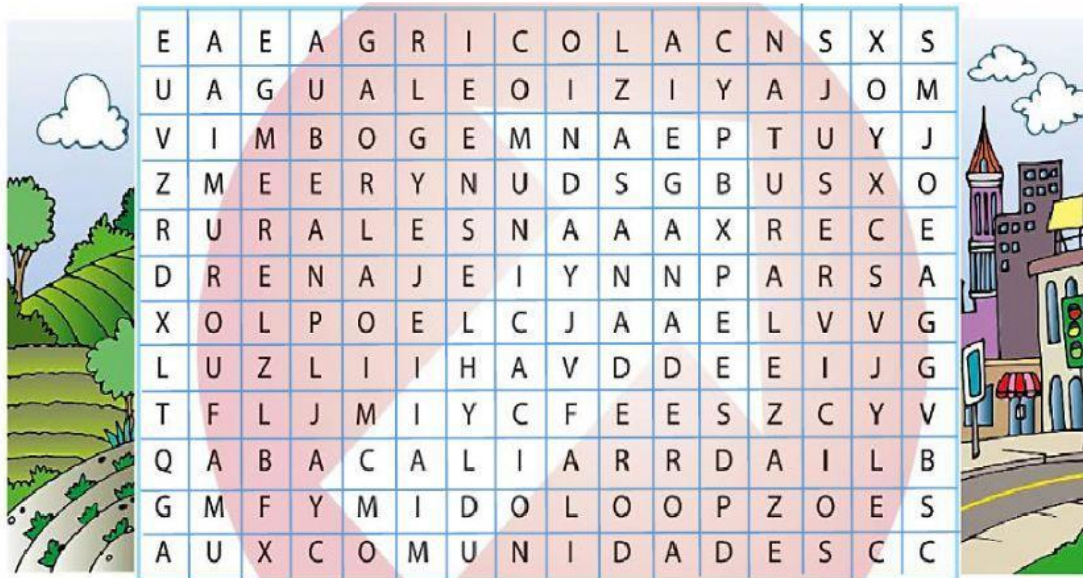 E A E A G R I C O L A C N S X S
U A G U A L E O I Z I Y A J O M
V I M B O G E M N A E P T U Y J
Z M E E R Y N U D S G B U S X O
R U R A L E S N A A A X R E C E
D R E N A J E I Y N N P A R S A
X O L P O E L C J A A E L V V G
L U Z L I I H A V D D E E I J G
T F L J M I Y C F E E S Z C Y V
Q A B A C A L I A R R D A I L B
G M F Y M I D O L O O P Z O E S
A U X C O M U N I D A D E S C C